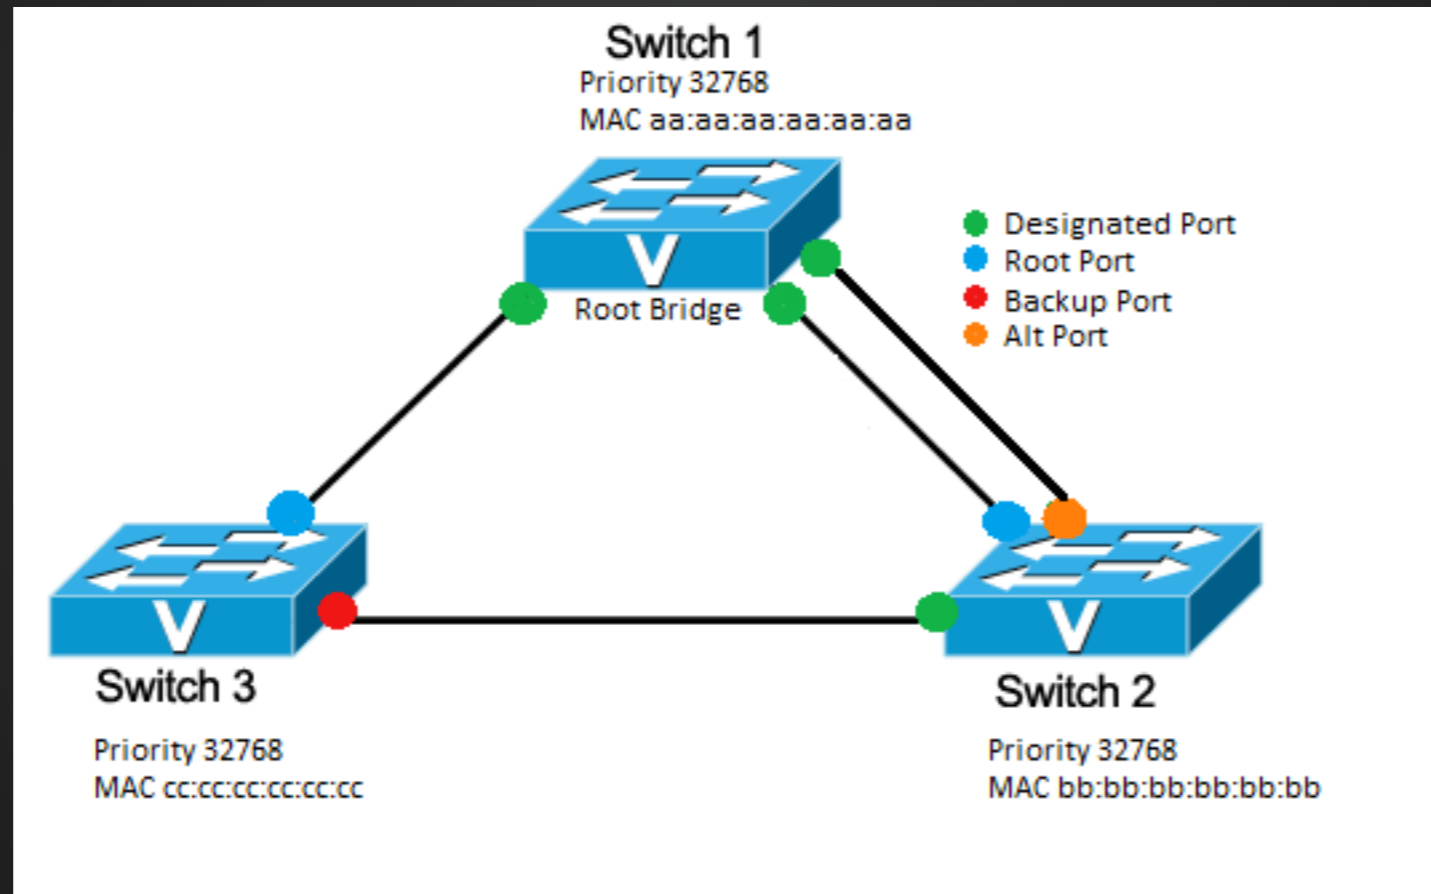 Switch 1
Priority 32768
MAC aa:aa:aa:aa:aa:aa
V
Designated Port
Root Port
Backup Port
Alt Port
Root Bridge
V
V
Switch 3
Priority 32768
MAC cc:cc:cc:cc:cc:cc
Switch 2
Priority 32768
MAC bb:bb:bb:bb:bb:bb